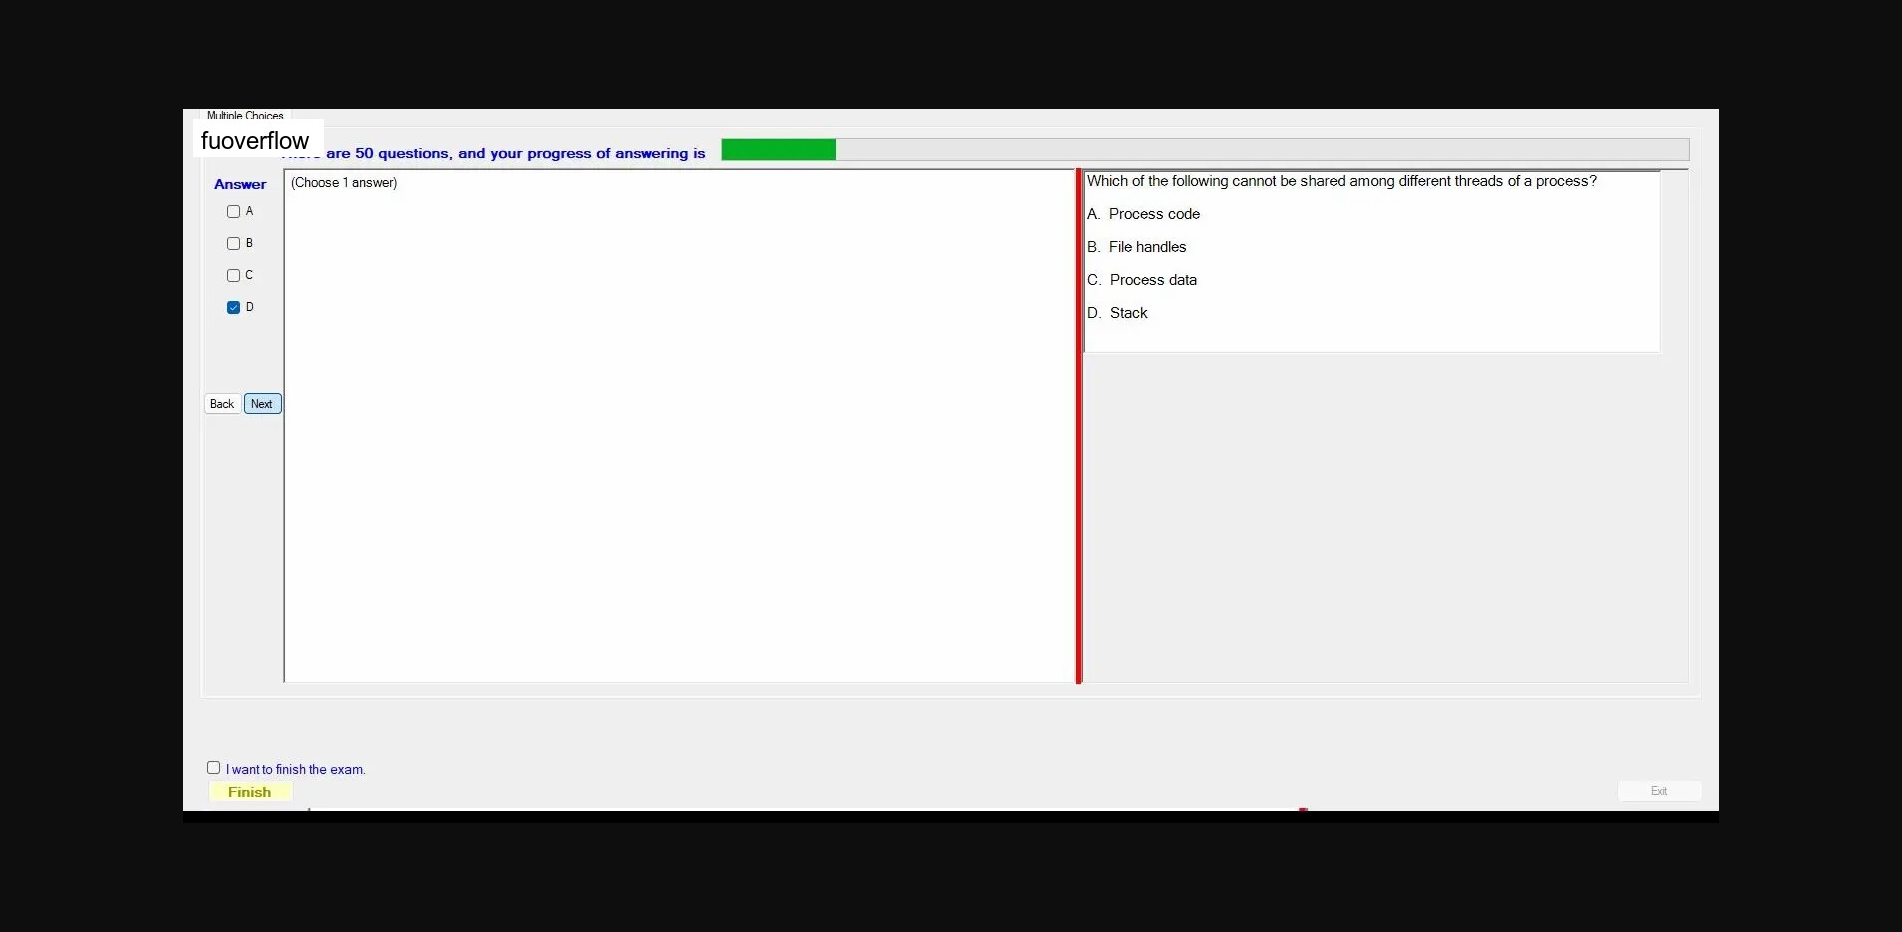 Multiple Choices
fuoverflow
are 50 questions, and your progress of answering is
Answer
(Choose 1 answer)
A
B
C
D
Back Next
Which of the following cannot be shared among different threads of a process?
A. Process code
B. File handles
C. Process data
D. Stack
I want to finish the exam.
Finish
Exit